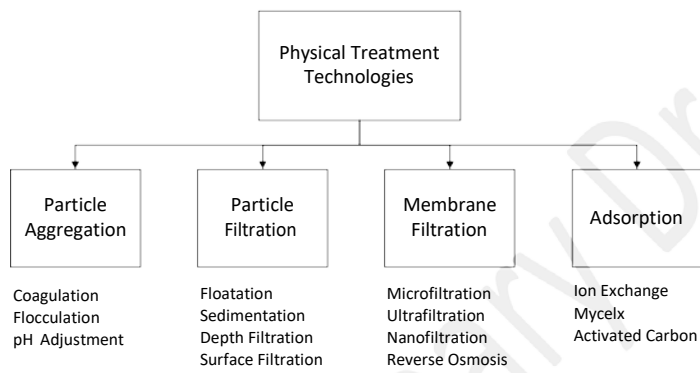 Physical Treatment
Technologies
Particle
Aggregation
Particle
Filtration
Membrane
Filtration
Adsorption
Coagulation
Flocculation
pH Adjustment
Floatation
Sedimentation
Depth Filtration
Surface Filtration
Microfiltration
Ultrafiltration
Nanofiltration
Reverse Osmosis
Ion Exchange
Mycelx
Activated Carbon